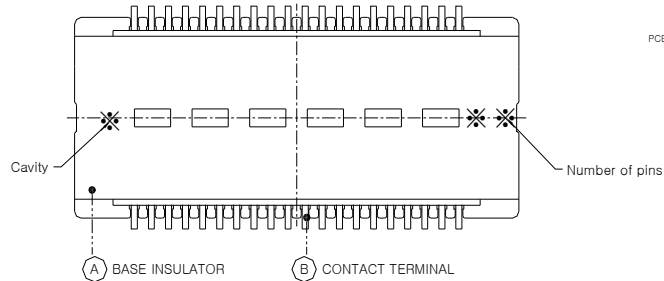 PCB
Cavity
Number of pins
A BASE INSULATOR
B CONTACT TERMINAL